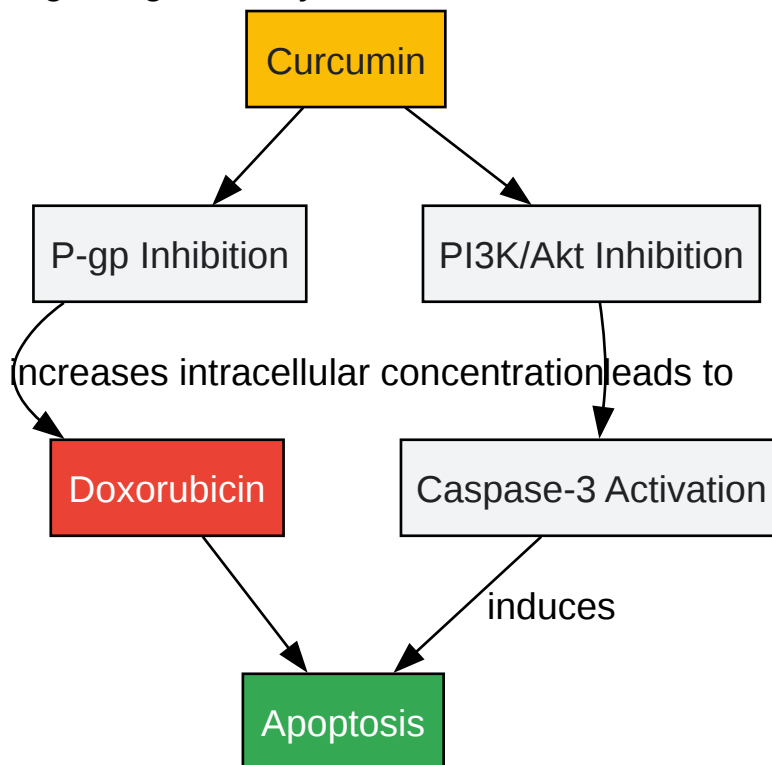 Curcumin
P-gp Inhibition
PI3K/Akt Inhibition
increases intracellular concentration
leads to
Doxorubicin
Caspase-3 Activation
induces
Apoptosis